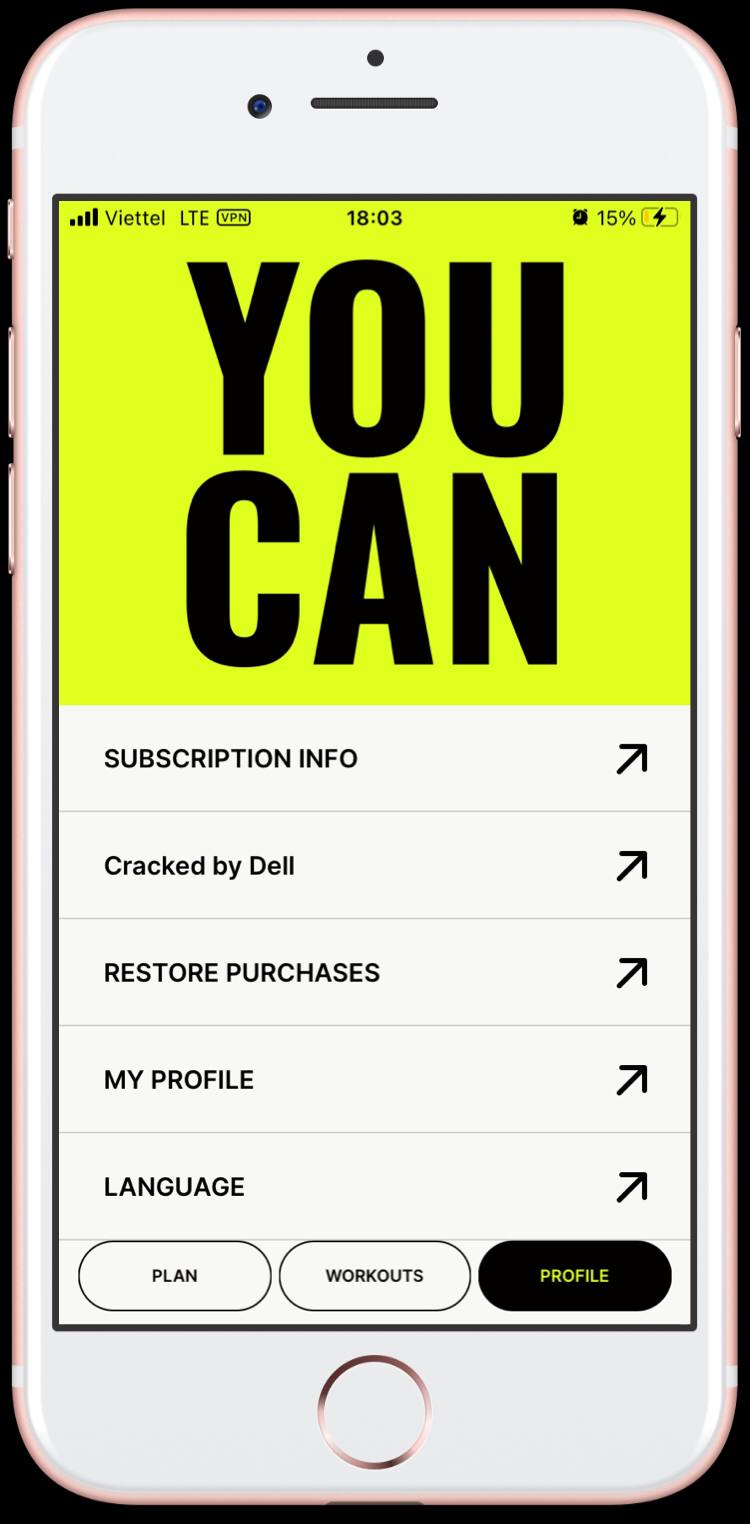 Viettel LTE VPN 18:03 15%
YOU
CAN
SUBSCRIPTION INFO
Cracked by Dell
RESTORE PURCHASES
MY PROFILE
LANGUAGE
PLAN WORKOUTS PROFILE